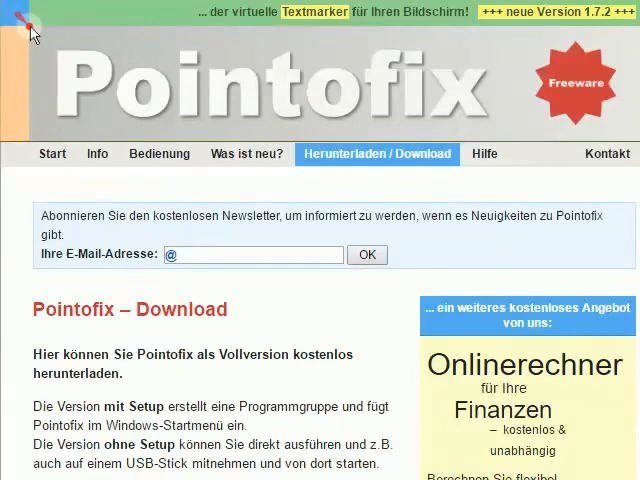 ... der virtuelle Textmarker für Ihren Bildschirm! +++ neue Version 1.7.2 +++
Pointofix
Freeware
Start Info Bedienung Was ist neu? Herunterladen / Download Hilfe Kontakt
Abonnieren Sie den kostenlosen Newsletter, um informiert zu werden, wenn es Neuigkeiten zu Pointofix
gibt.
Ihre E-Mail-Adresse: @ OK
Pointofix – Download
Hier können Sie Pointofix als Vollversion kostenlos
herunterladen.
Die Version mit Setup erstellt eine Programmgruppe und fügt
Pointofix im Windows-Startmenü ein.
Die Version ohne Setup können Sie direkt ausführen und z.B.
auch auf einem USB-Stick mitnehmen und von dort starten.
... ein weiteres kostenloses Angebot
von uns:
Onlinerechner
für Ihre
Finanzen
– kostenlos &
unabhängig
Berechnen Sie flexibel